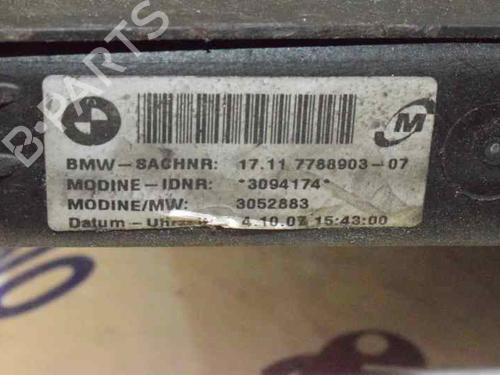 B-PARTS
BMW-SACHNR: 17.11 7788903-07
MODINE-IDNR: *3094174*
MODINE/MW: 3052883
Datum - 4.10.07 15:43:00